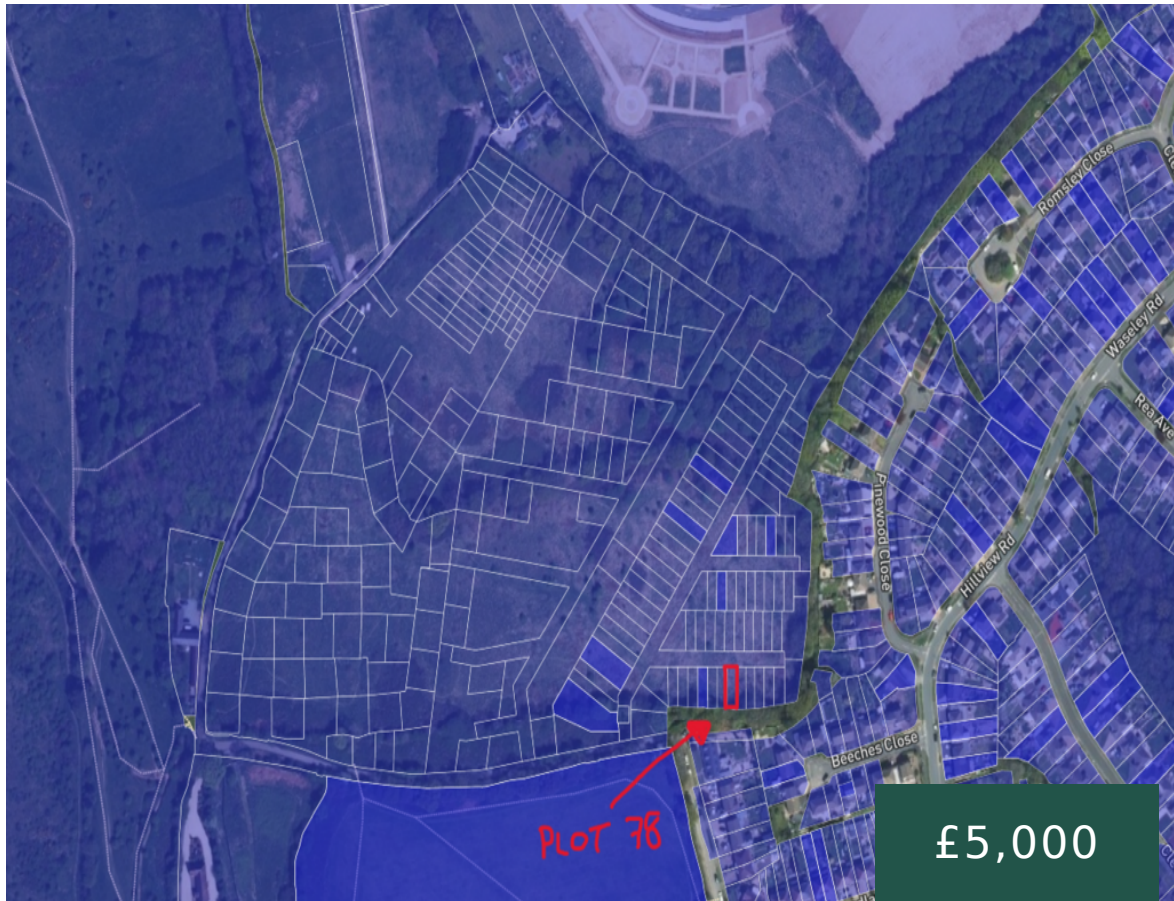 Romsley Close
Waseley Rd
Rea Ave
Pinewood Close
Hillview Rd
Beeches Close
PLOT 78
£5,000